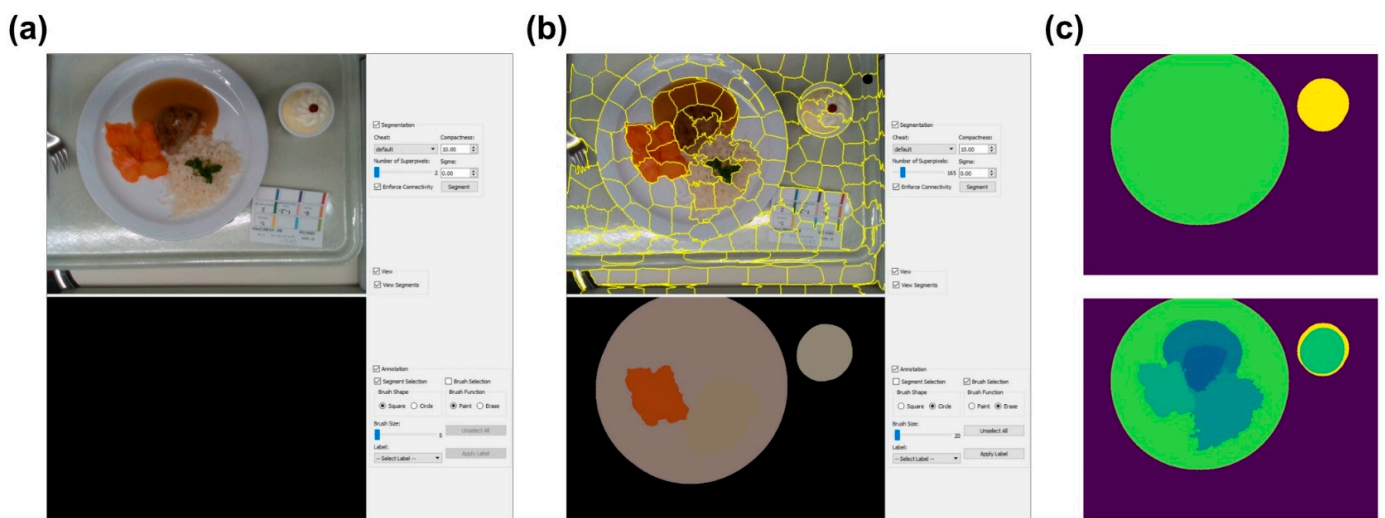 (a)
(b)
(c)
Segmentation
Cheat:
Compactness:
default
10.00
Number of Superpixels:
Sigma:
2
0.00
Enforce Connectivity
Segment
View
View Segments
Annotation
Segment Selection
Brush Selection
Brush Shape
Brush Function
Square
Circle
Paint
Erase
Brush Size:
5
Unselect All
Label:
-- Select Label --
Apply Label
Segmentation
Cheat:
Compactness:
default
10.00
Number of Superpixels:
Sigma:
165
0.00
Enforce Connectivity
Segment
View
View Segments
Annotation
Segment Selection
Brush Selection
Brush Shape
Brush Function
Square
Circle
Paint
Erase
Brush Size:
20
Unselect All
Label:
-- Select Label --
Apply Label